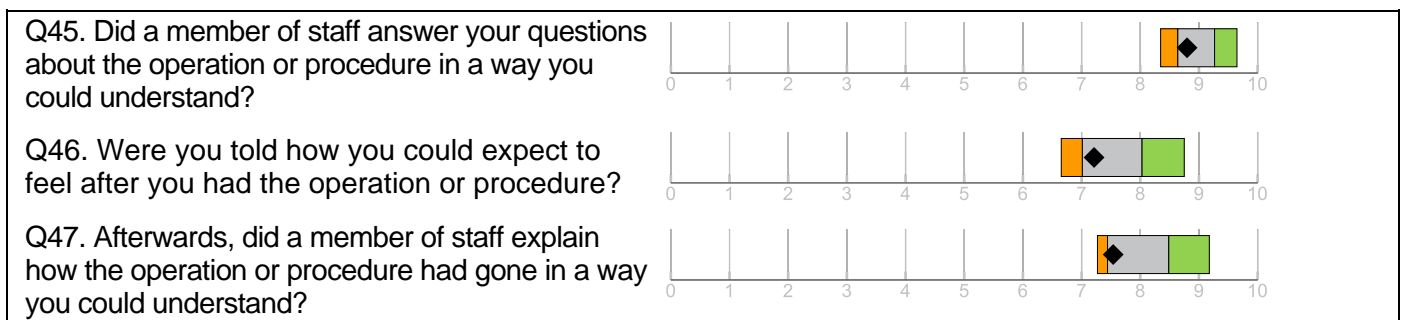 Q45. Did a member of staff answer your questions
about the operation or procedure in a way you
could understand?
0 1 2 3 4 5 6 7 8 9 10
Q46. Were you told how you could expect to
feel after you had the operation or procedure?
0 1 2 3 4 5 6 7 8 9 10
Q47. Afterwards, did a member of staff explain
how the operation or procedure had gone in a way
you could understand?
0 1 2 3 4 5 6 7 8 9 10